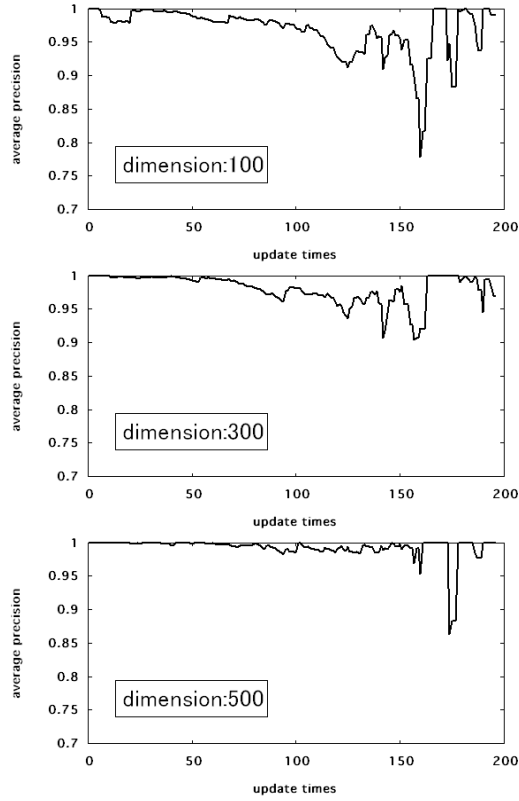 1
0.95
0.9
0.85
0.8
0.75
0.7
average precision
dimension:100
0 50 100 150 200
update times
1
0.95
0.9
0.85
0.8
0.75
0.7
average precision
dimension:300
0 50 100 150 200
update times
1
0.95
0.9
0.85
0.8
0.75
0.7
average precision
dimension:500
0 50 100 150 200
update times